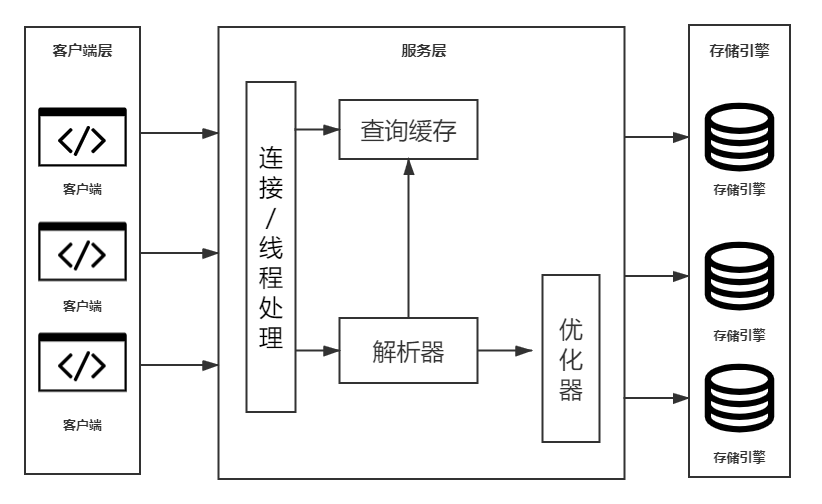 客户端层
客户端
客户端
客户端
服务层
连接/线程处理
查询缓存
解析器
优化器
存储引擎
存储引擎
存储引擎
存储引擎